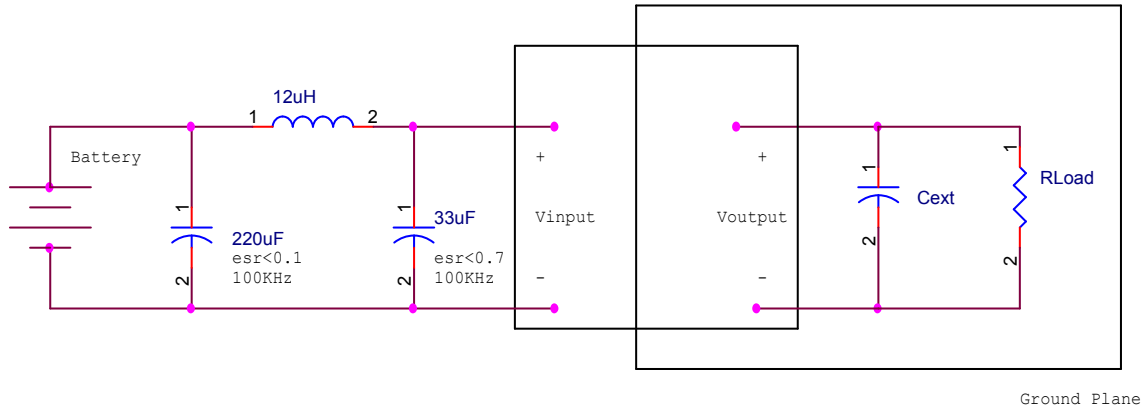 12uH
1
2
Battery
1
2
220uF
esr<0.1
100KHz
1
2
33uF
esr<0.7
100KHz
+
Vinput
-
+
Voutput
-
1
2
Cext
1
2
RLoad
Ground Plane